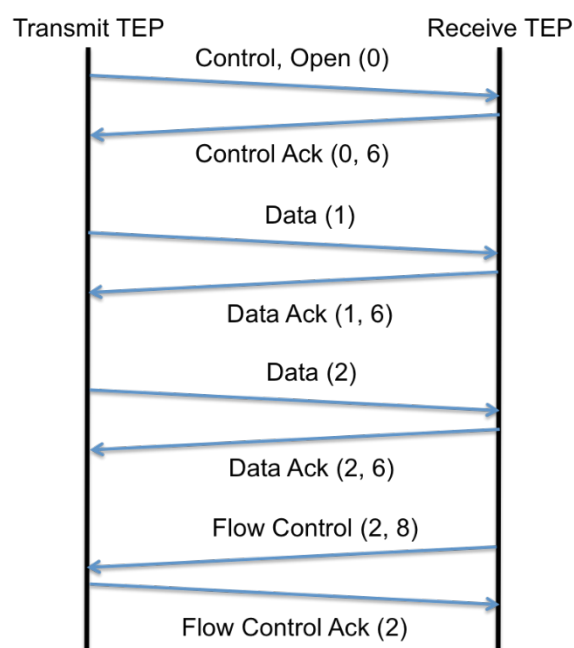 Transmit TEP
Receive TEP
Control, Open (0)
Control Ack (0, 6)
Data (1)
Data Ack (1, 6)
Data (2)
Data Ack (2, 6)
Flow Control (2, 8)
Flow Control Ack (2)